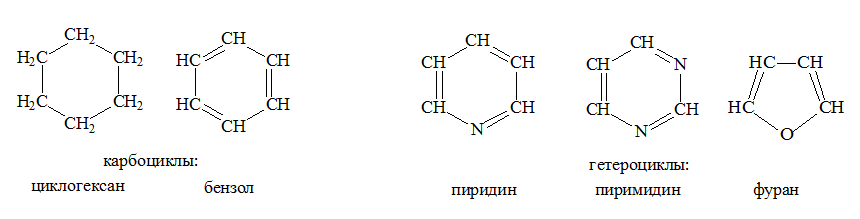 CH2
H2C CH2
H2C CH2
CH2
CH
HC CH
HC CH
CH
CH
CH CH
CH CH
N
CH
CH N
CH CH
N
HC CH
HC CH
O
карбоциклы:
циклогексан бензол
гетероциклы:
пиридин пиримидин фуран